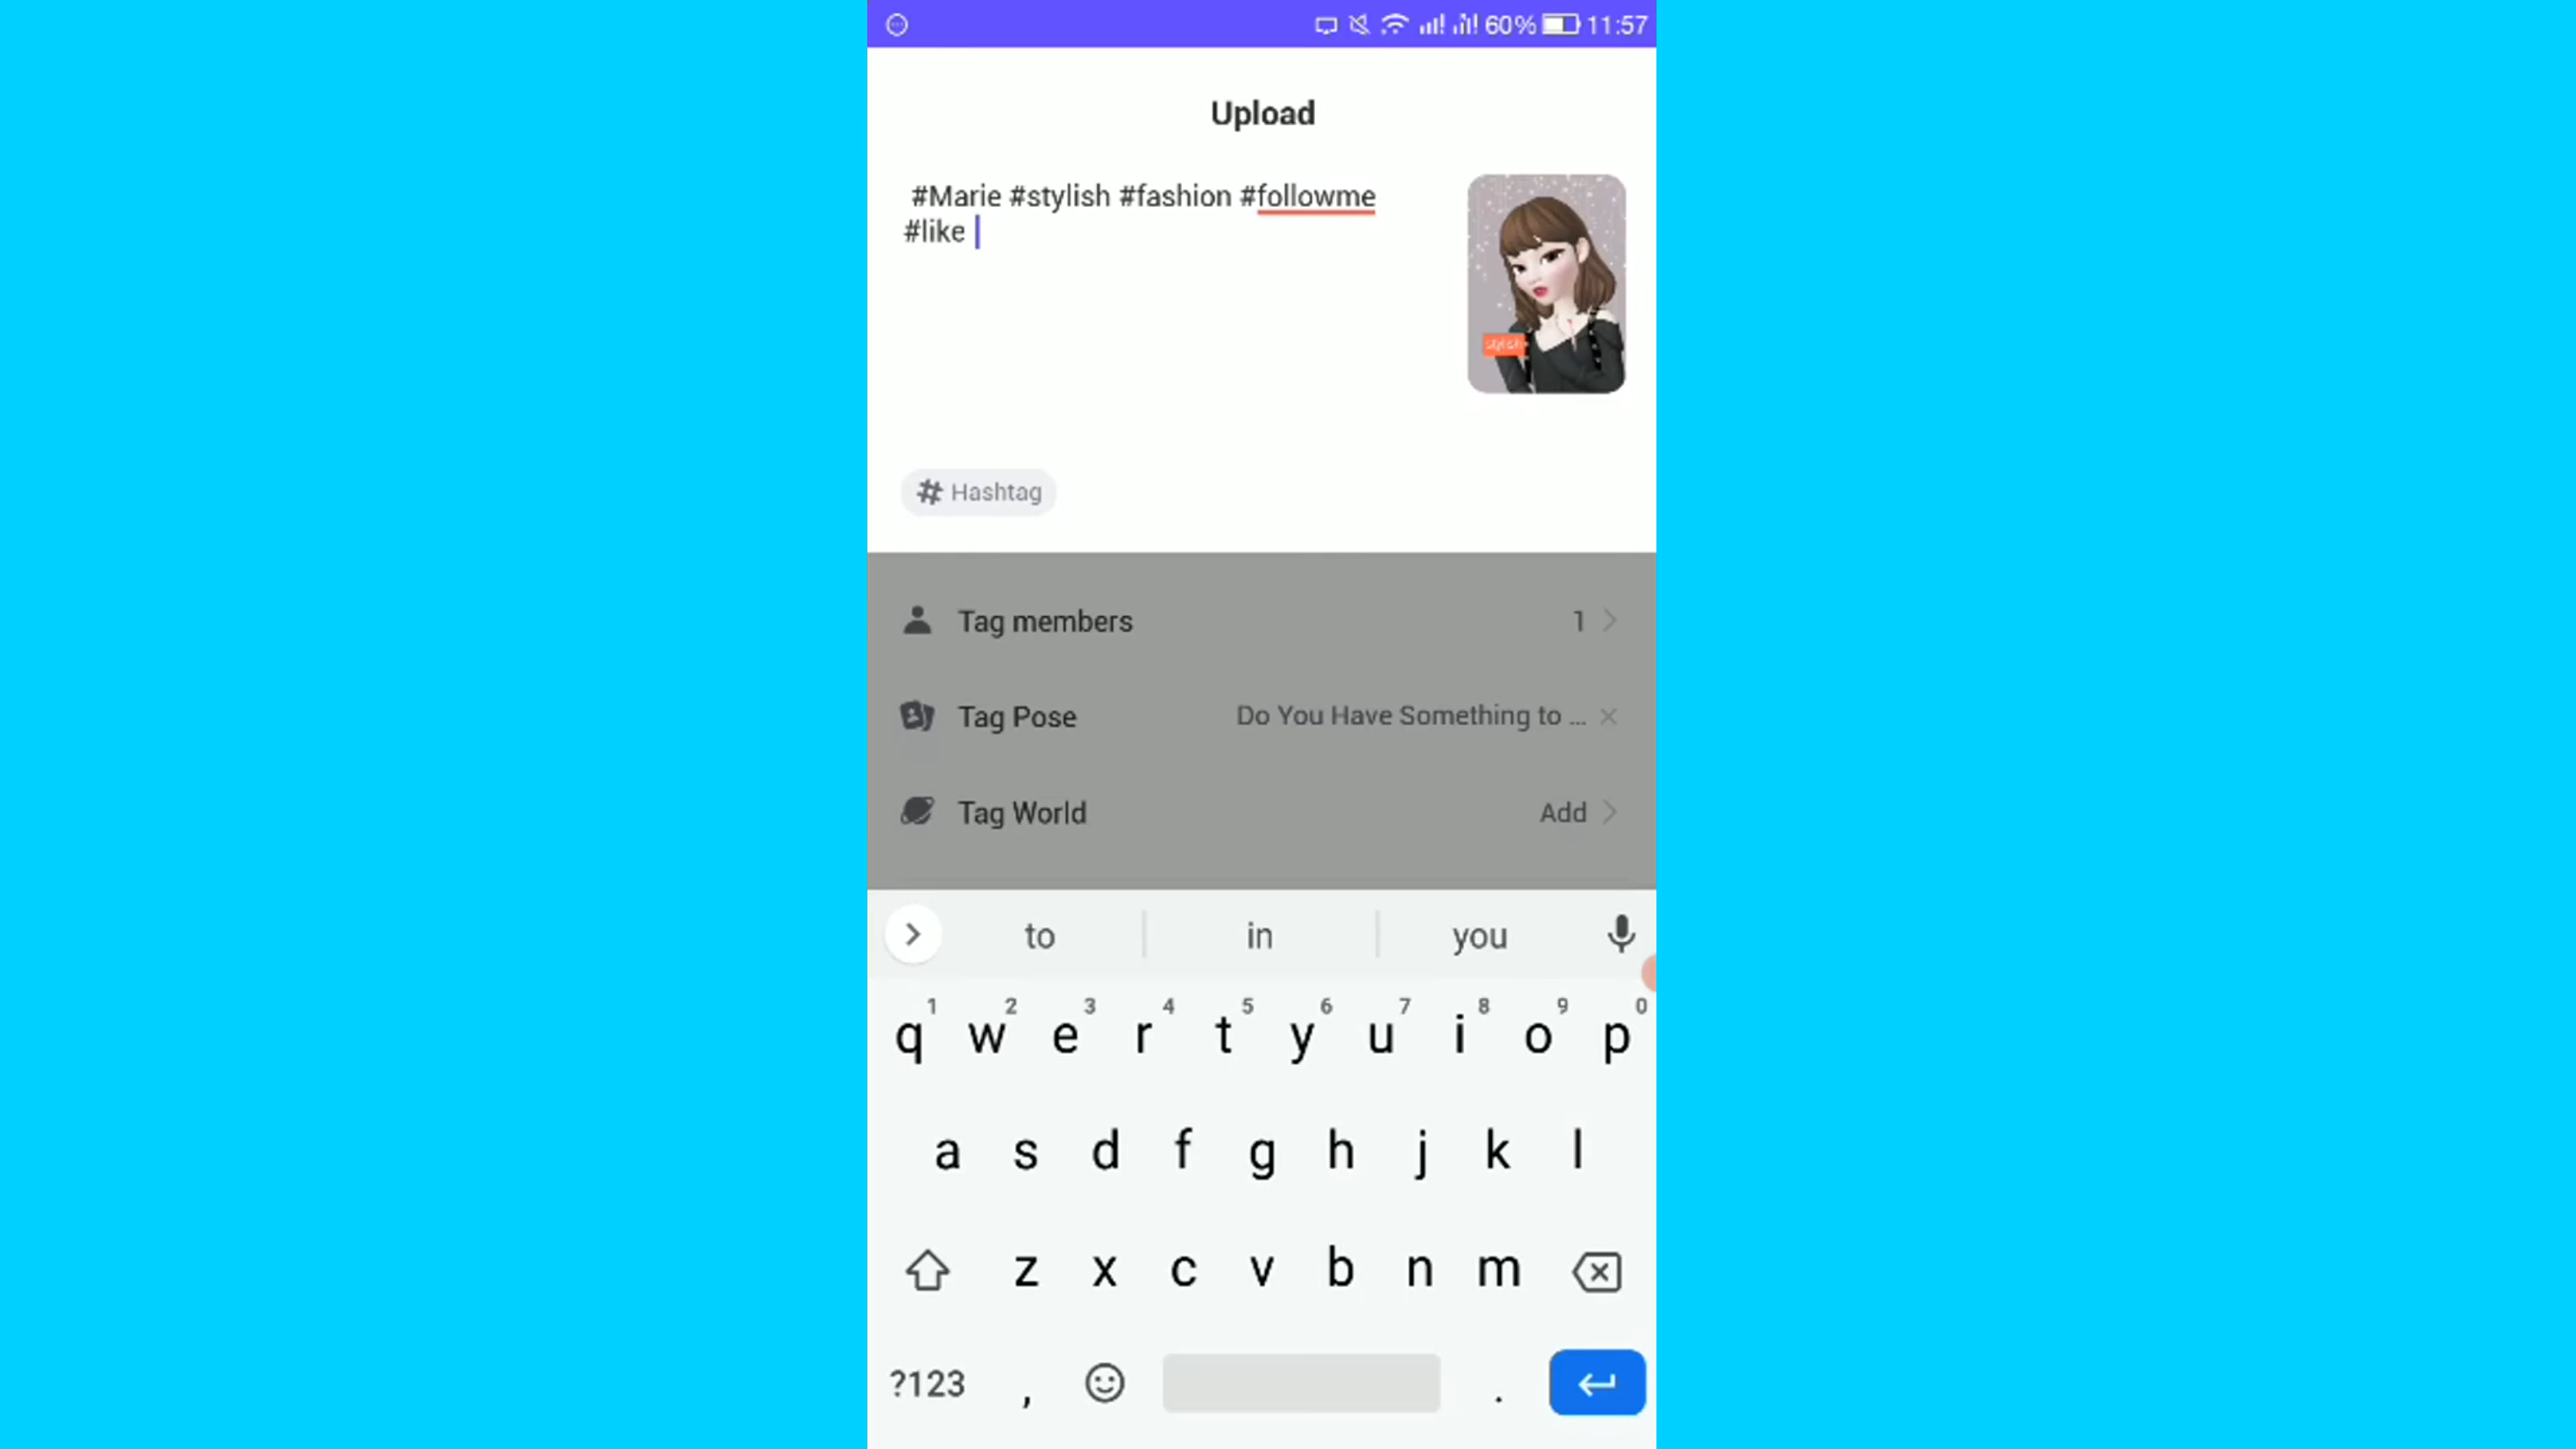 60% 11:57
Upload
#Marie #stylish #fashion #followme
#like
stylish
# Hashtag
Tag members 1
Tag Pose Do You Have Something to ...
Tag World Add
to in you
1 2 3 4 5 6 7 8 9 0
q w e r t y u i o p
a s d f g h j k l
z x c v b n m
?123 , .